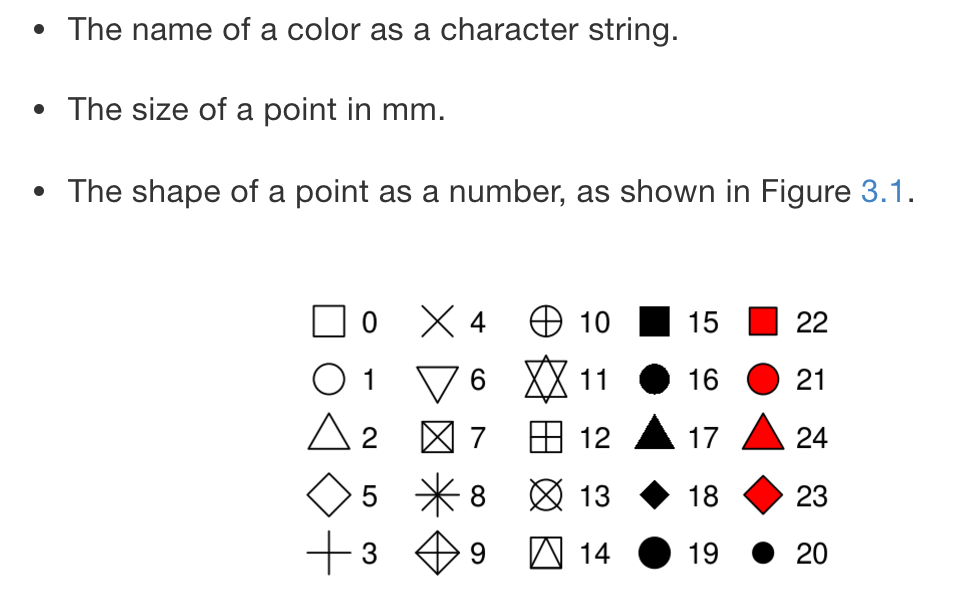 • The name of a color as a character string.
• The size of a point in mm.
• The shape of a point as a number, as shown in Figure 3.1.
0 4 10 15 22
1 6 11 16 21
2 7 12 17 24
5 8 13 18 23
3 9 14 19 20